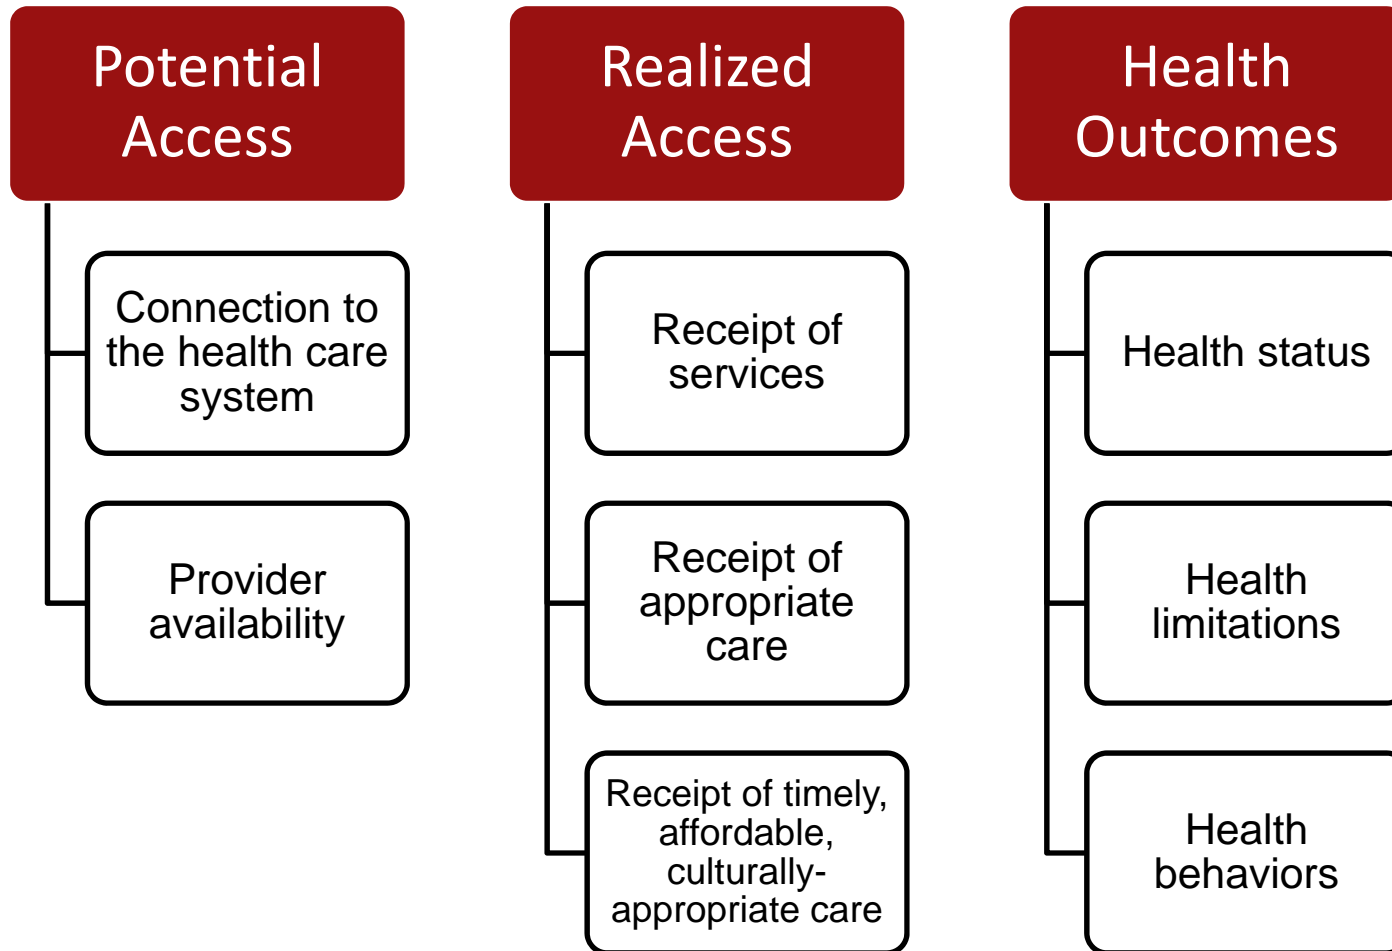 Potential
Access
Connection to
the health care
system
Provider
availability
Realized
Access
Receipt of
services
Receipt of
appropriate
care
Receipt of timely,
affordable,
culturally-
appropriate care
Health
Outcomes
Health status
Health
limitations
Health
behaviors